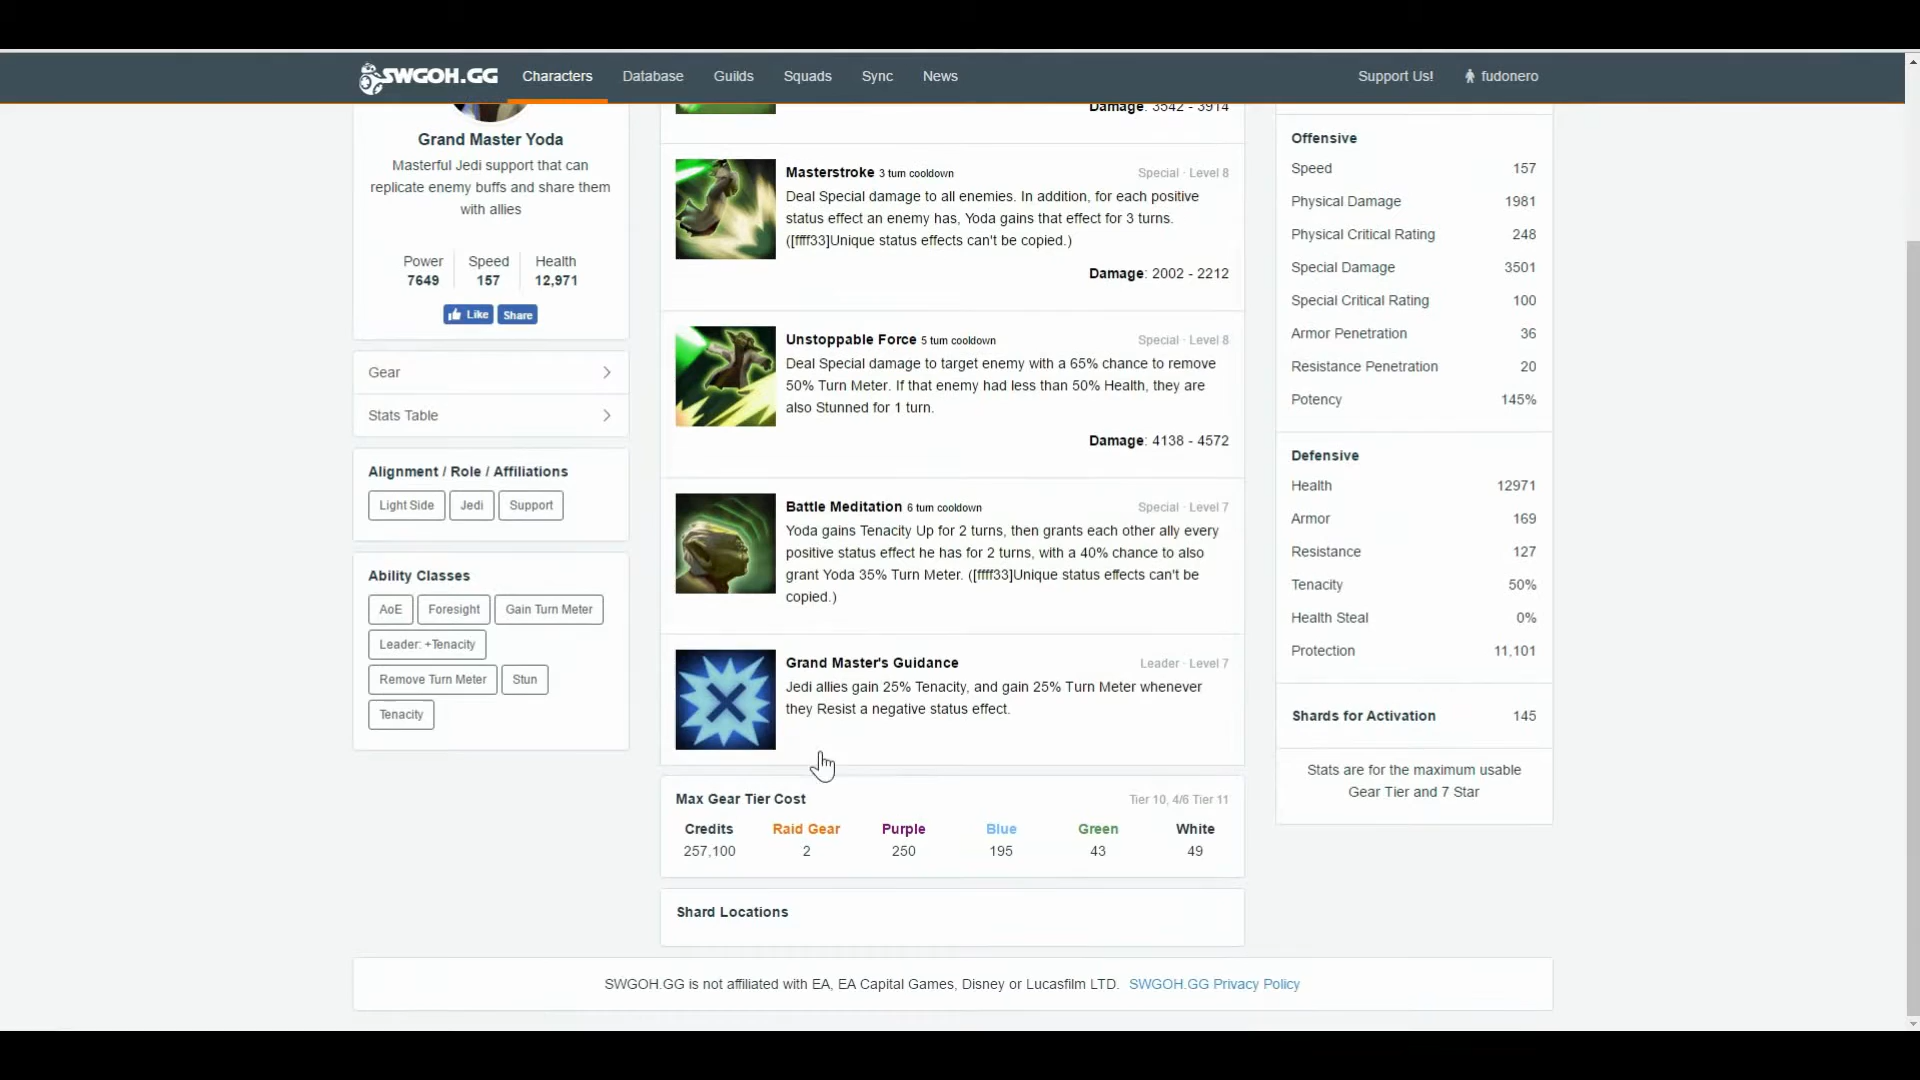 SWGOH.GG Characters Database Guilds Squads Sync News Support Us! fudonero
Grand Master Yoda
Masterful Jedi support that can
replicate enemy buffs and share them
with allies
Power Speed Health
7649 157 12,971
Like Share
Gear
Stats Table
Alignment / Role / Affiliations
Light Side Jedi Support
Ability Classes
AoE Foresight Gain Turn Meter
Leader: +Tenacity
Remove Turn Meter Stun
Tenacity
Damage: 3542 - 3914
Masterstroke 3 turn cooldown Special · Level 8
Deal Special damage to all enemies. In addition, for each positive
status effect an enemy has, Yoda gains that effect for 3 turns.
([ffff33]Unique status effects can't be copied.)
Damage: 2002 - 2212
Unstoppable Force 5 turn cooldown Special · Level 8
Deal Special damage to target enemy with a 65% chance to remove
50% Turn Meter. If that enemy had less than 50% Health, they are
also Stunned for 1 turn.
Damage: 4138 - 4572
Battle Meditation 6 turn cooldown Special · Level 7
Yoda gains Tenacity Up for 2 turns, then grants each other ally every
positive status effect he has for 2 turns, with a 40% chance to also
grant Yoda 35% Turn Meter. ([ffff33]Unique status effects can't be
copied.)
Grand Master's Guidance Leader · Level 7
Jedi allies gain 25% Tenacity, and gain 25% Turn Meter whenever
they Resist a negative status effect.
Max Gear Tier Cost Tier 10, 4/6 Tier 11
Credits Raid Gear Purple Blue Green White
257,100 2 250 195 43 49
Shard Locations
Offensive
Speed 157
Physical Damage 1981
Physical Critical Rating 248
Special Damage 3501
Special Critical Rating 100
Armor Penetration 36
Resistance Penetration 20
Potency 145%
Defensive
Health 12971
Armor 169
Resistance 127
Tenacity 50%
Health Steal 0%
Protection 11,101
Shards for Activation 145
Stats are for the maximum usable
Gear Tier and 7 Star
SWGOH.GG is not affiliated with EA, EA Capital Games, Disney or Lucasfilm LTD. SWGOH.GG Privacy Policy